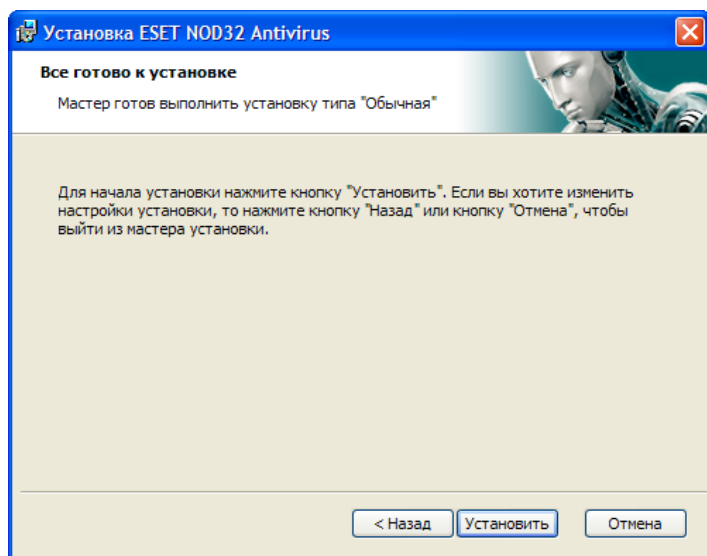 Установка ESET NOD32 Antivirus
Все готово к установке
Мастер готов выполнить установку типа "Обычная"
Для начала установки нажмите кнопку "Установить". Если вы хотите изменить
настройки установки, то нажмите кнопку "Назад" или кнопку "Отмена", чтобы
выйти из мастера установки.
< Назад
Установить
Отмена